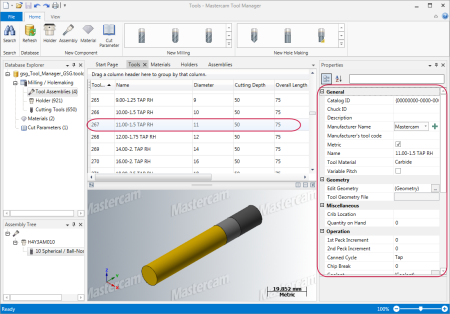 Tools - Mastercam Tool Manager
File Home View
Search Refresh Holder Assembly Material Cut Parameter
Search Database New Component New Milling New Hole Making
Database Explorer
gsg_Tool_Manager_GSG.tooldb
Milling / Holemaking
Tool Assemblies (4)
Holder (921)
Cutting Tools (650)
Materials (2)
Cut Parameters (1)
Assembly Tree
H4Y3AM010
10 Spherical / Ball-Nos
Start Page Tools Materials Holders Assembly
Drag a column header here to group by that column.
Tool... Name Diameter Cutting Depth Overall Length
265 9.00-1.25 TAP RH 9 50 75
266 10.00-1.5 TAP RH 10 50 75
267 11.00-1.5 TAP RH 11 50 75
268 12.00-1.75 TAP RH 12 50 75
269 14.00-2. TAP RH 14 50 75
270 16.00-2. TAP RH 16 50 75
Mastercam
19.852 mm
Metric
Properties
General
Catalog ID {00000000-0000-000
Chuck ID
Description
Manufacturer Name Mastercam
Manufacturer's tool code
Metric
Name 11.00-1.5 TAP RH
Tool Material Carbide
Variable Pitch
Geometry
Edit Geometry (Geometry) ...
Tool Geometry File
Miscellaneous
Crib Location
Quantity on Hand 0
Operation
1st Peck Increment 0
2nd Peck Increment 0
Canned Cycle Tap
Chip Break 0
Coolant (Coolant)
Ready 100%